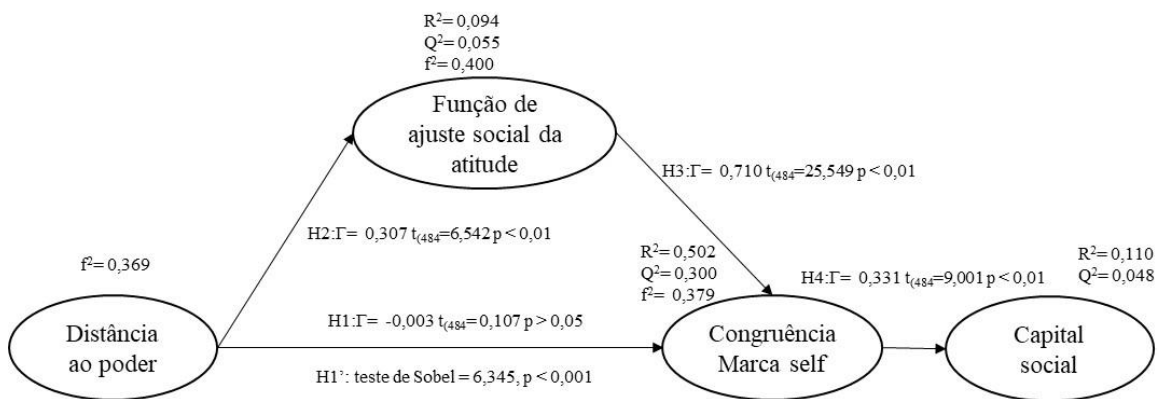 R²= 0,094
Q²= 0,055
f²= 0,400
Função de
ajuste social da
atitude
H3:Γ= 0,710 t(484=25,549 p < 0,01
H2:Γ= 0,307 t(484=6,542 p < 0,01
f²= 0,369
R²= 0,502
Q²= 0,300
f²= 0,379
H4:Γ= 0,331 t(484=9,001 p < 0,01
R²= 0,110
Q²= 0,048
Distância
ao poder
H1:Γ= -0,003 t(484=0,107 p > 0,05
H1’: teste de Sobel = 6,345, p < 0,001
Congruência
Marca self
Capital
social